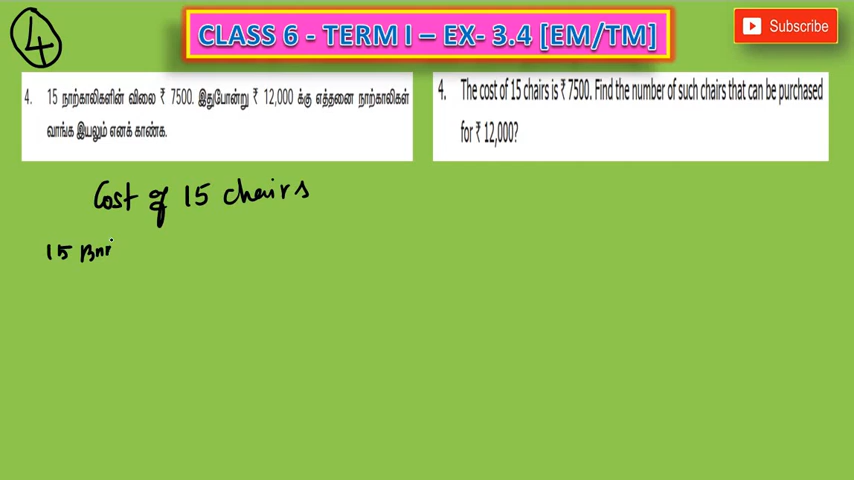 4
CLASS 6 - TERM I – EX- 3.4 [EM/TM]
Subscribe
4. 15 நாற்காலிகளின் விலை ₹ 7500. இதுபோன்று ₹ 12,000 க்கு எத்தனை நாற்காலிகள்
வாங்க இயலும் எனக் காண்க.
4. The cost of 15 chairs is ₹ 7500. Find the number of such chairs that can be purchased
for ₹ 12,000?
Cost of 15 chairs
15